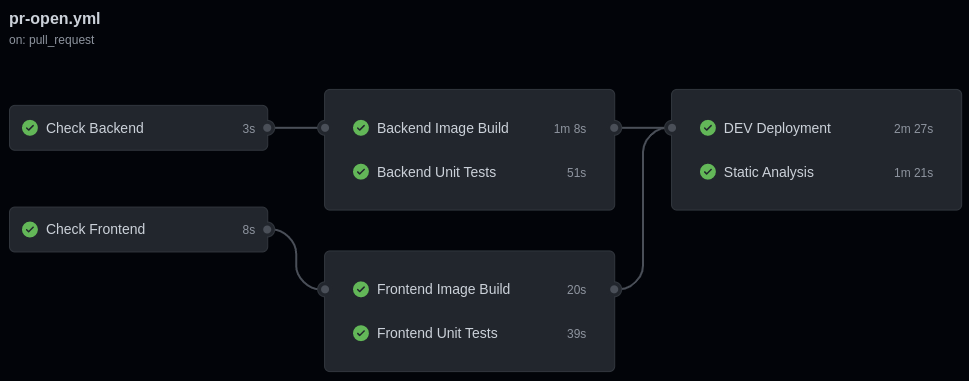 pr-open.yml
on: pull_request
Check Backend 3s
Check Frontend 8s
Backend Image Build 1m 8s
Backend Unit Tests 51s
Frontend Image Build 20s
Frontend Unit Tests 39s
DEV Deployment 2m 27s
Static Analysis 1m 21s